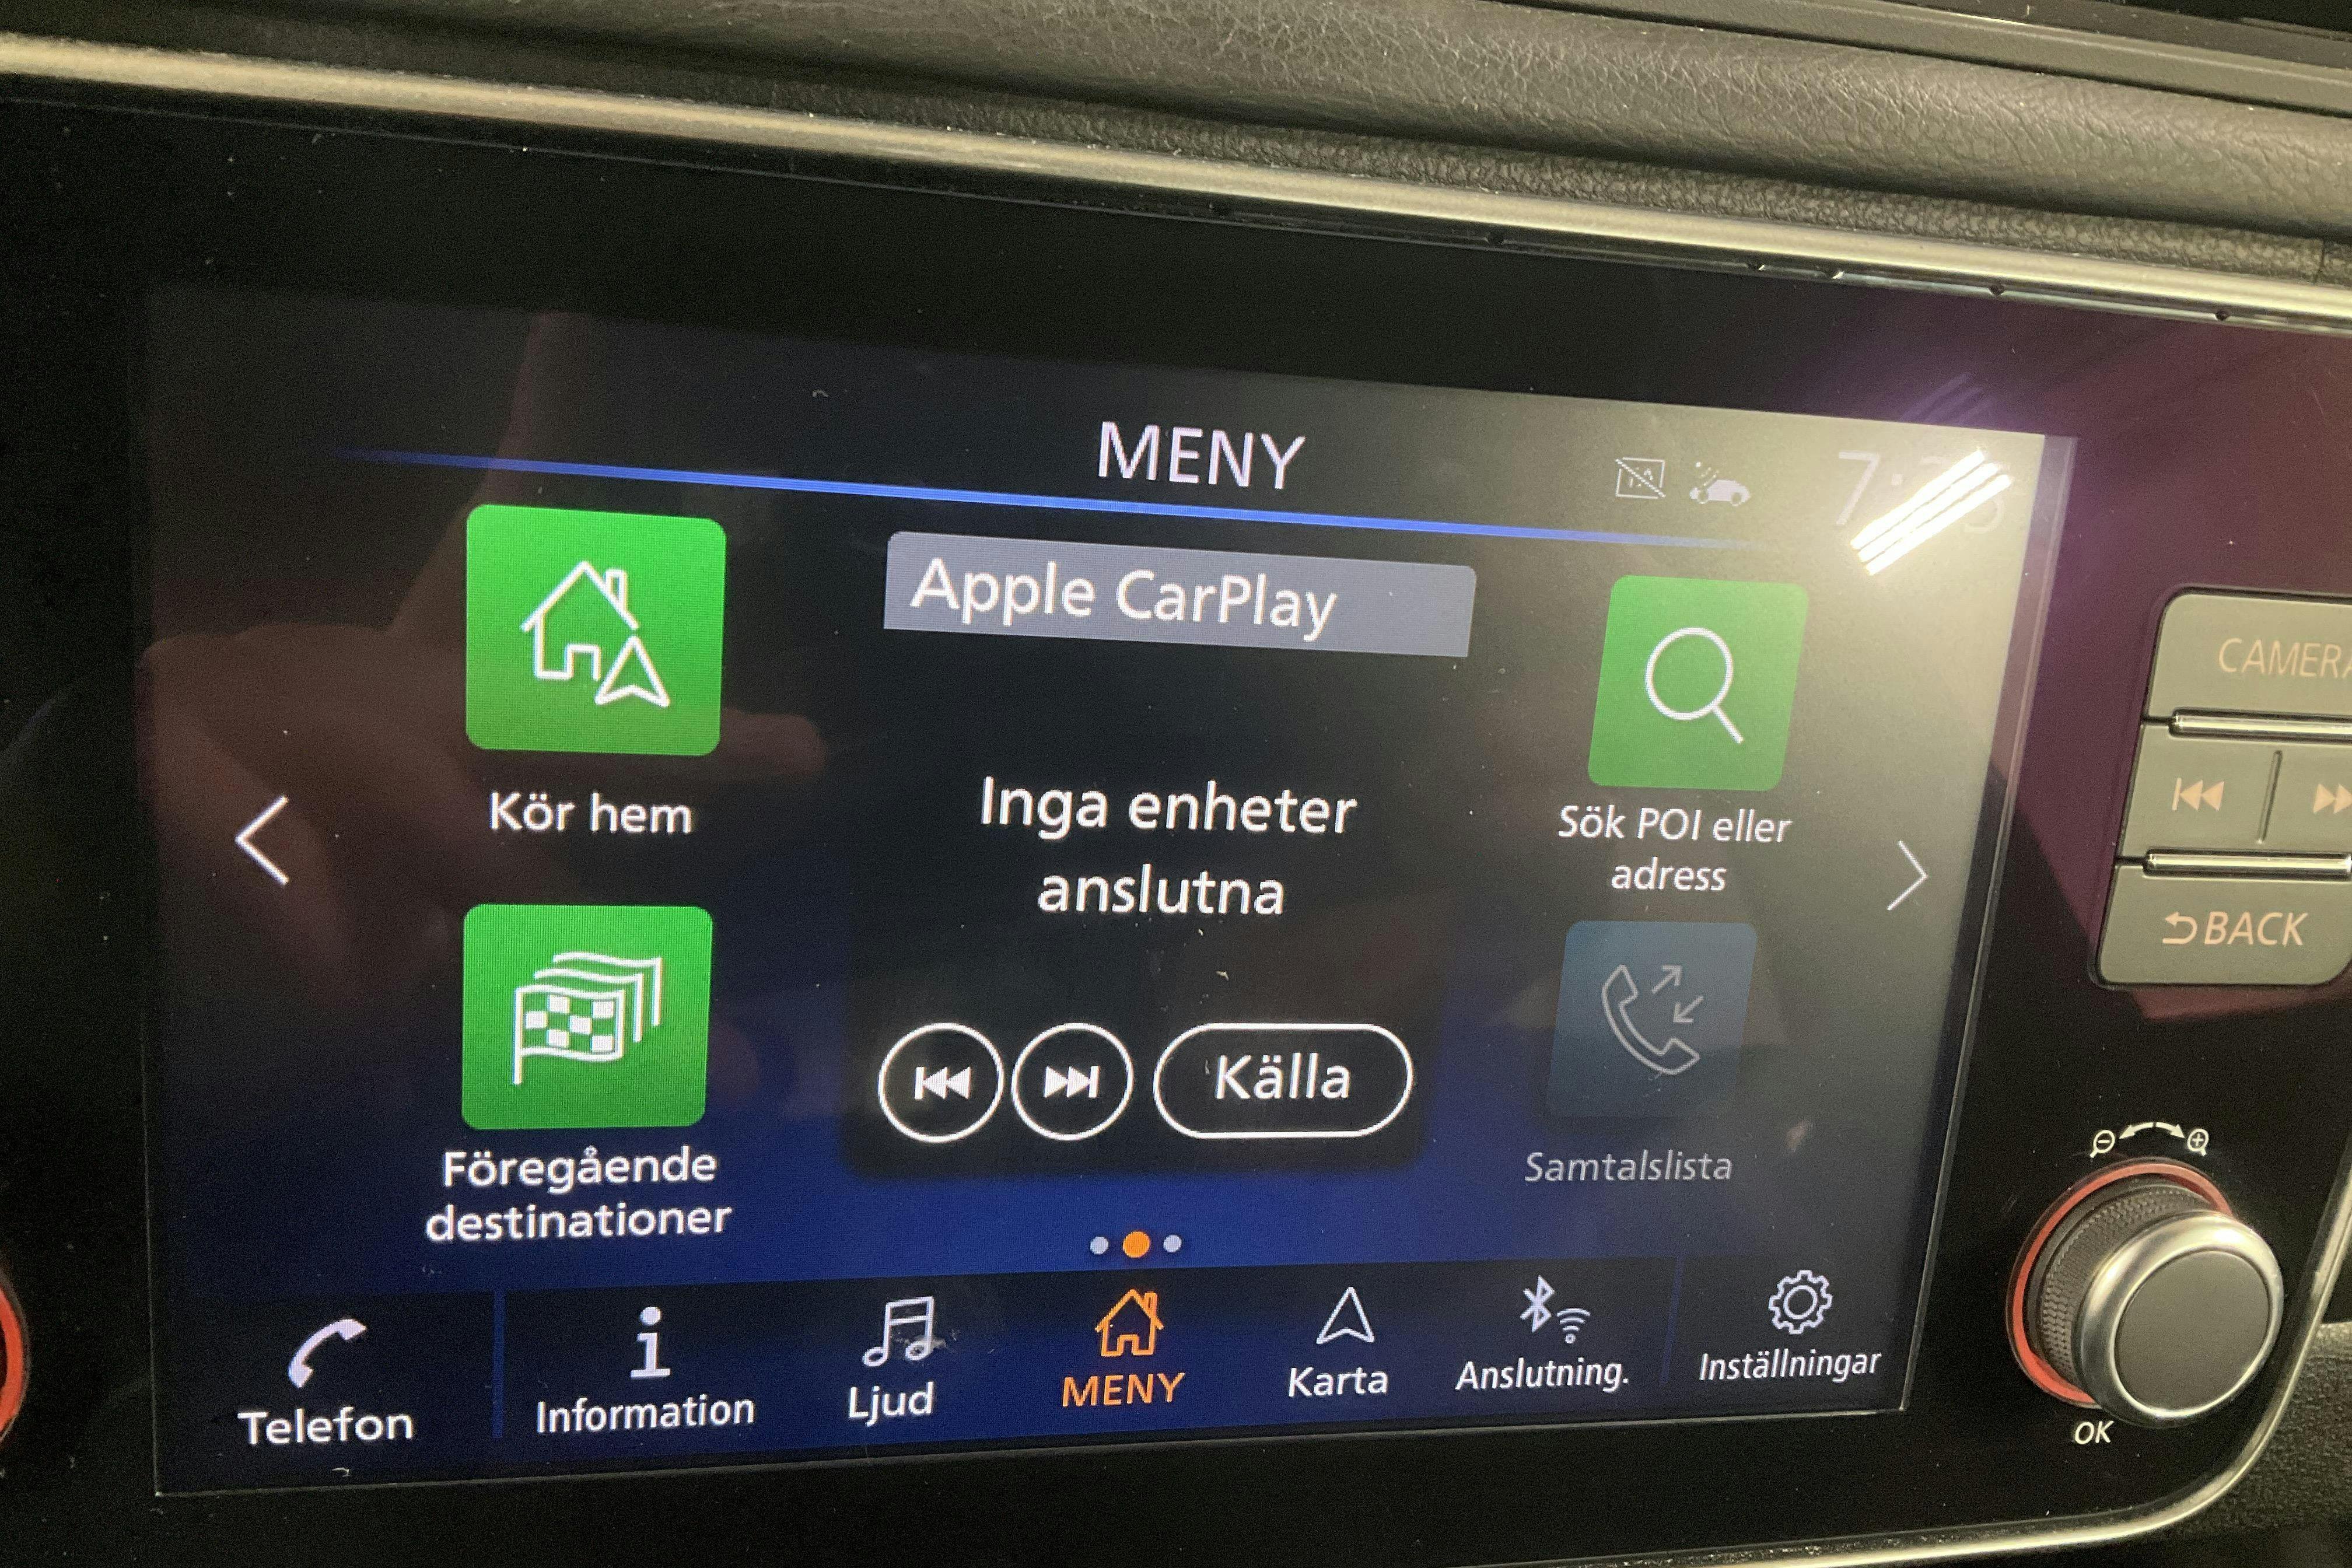 MENY
Apple CarPlay
Kör hem
Inga enheter
anslutna
Sök POI eller
adress
Föregående
destinationer
Källa
Samtalslista
Telefon
Information
Ljud
MENY
Karta
Anslutning.
Inställningar
CAMERA
BACK
OK